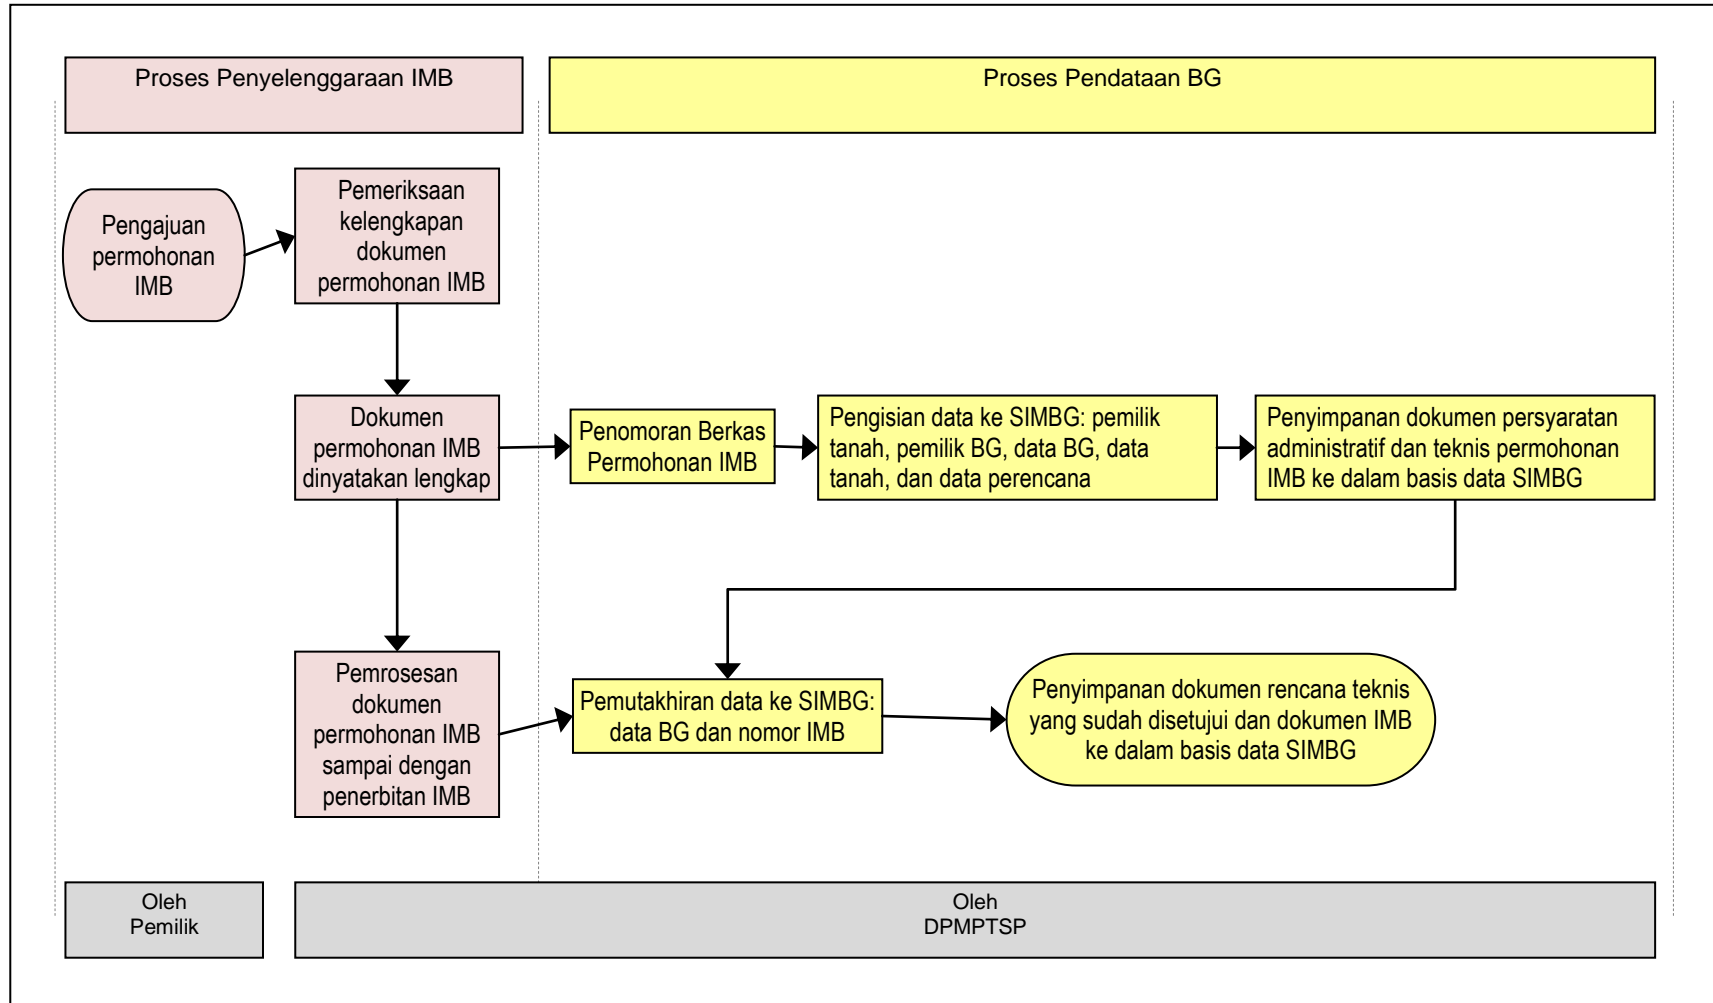 Proses Penyelenggaraan IMB
Proses Pendataan BG
Pengajuan
permohonan
IMB
Pemeriksaan
kelengkapan
dokumen
permohonan IMB
Dokumen
permohonan IMB
dinyatakan lengkap
Penomoran Berkas
Permohonan IMB
Pengisian data ke SIMBG: pemilik
tanah, pemilik BG, data BG, data
tanah, dan data perencana
Penyimpanan dokumen persyaratan
administratif dan teknis permohonan
IMB ke dalam basis data SIMBG
Pemrosesan
dokumen
permohonan IMB
sampai dengan
penerbitan IMB
Pemutakhiran data ke SIMBG:
data BG dan nomor IMB
Penyimpanan dokumen rencana teknis
yang sudah disetujui dan dokumen IMB
ke dalam basis data SIMBG
Oleh
Pemilik
Oleh
DPMPTSP